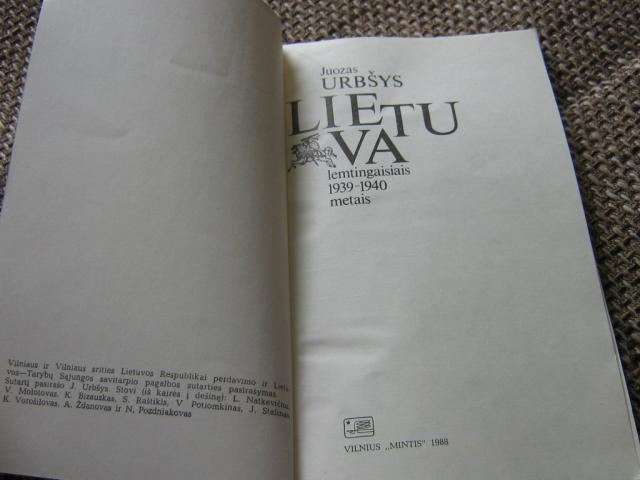 Vilniaus ir Vilniaus srities Lietuvos Respublikai perdavimo ir Lietu-
vos—Tarybų Sąjungos savitarpio pagalbos sutarties pasirašymas.
Sutartį pasirašo J. Urbšys. Stovi (iš kairės į dešinę): L. Natkevičius,
V. Molotovas, K. Bizauskas, S. Raštikis, V Potiomkinas, J. Stalinas,
K. Vorošilovas, A. Ždanovas ir N. Pozdniakovas
Juozas
URBŠYS
LIETU
VA
lemtingaisiais
1939–1940
metais
VILNIUS „MINTIS" 1988